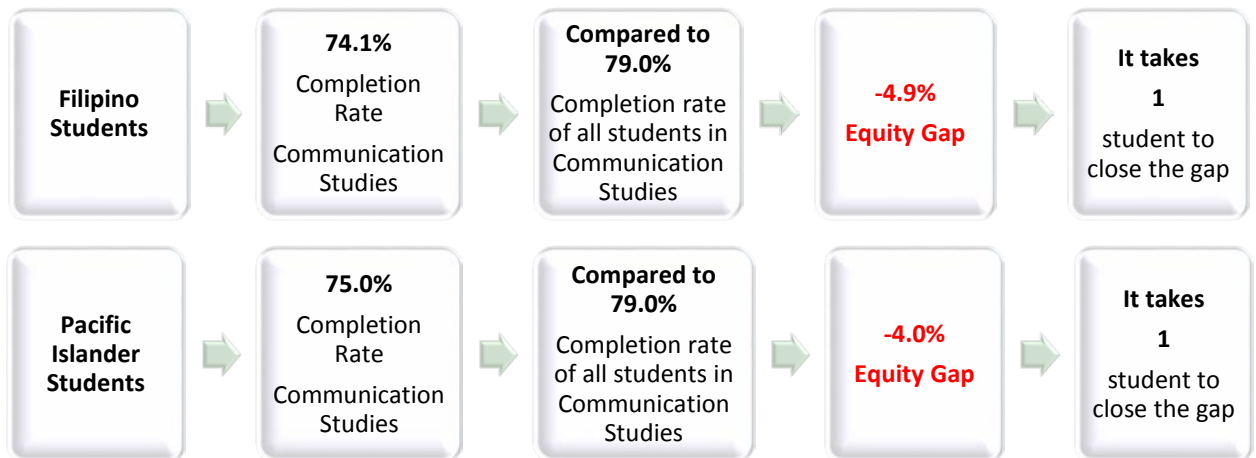 Filipino
Students
74.1%
Completion
Rate
Communication
Studies
Compared to
79.0%
Completion rate
of all students in
Communication
Studies
-4.9%
Equity Gap
It takes
1
student to
close the gap
Pacific
Islander
Students
75.0%
Completion
Rate
Communication
Studies
Compared to
79.0%
Completion rate
of all students in
Communication
Studies
-4.0%
Equity Gap
It takes
1
student to
close the gap